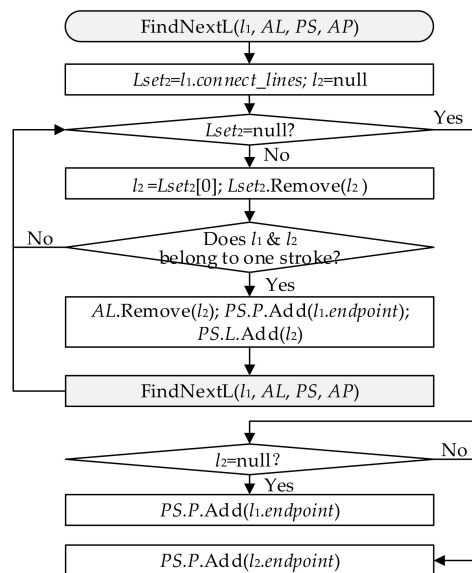 FindNextL(l₁, AL, PS, AP)
Lset₂=l₁.connect_lines; l₂=null
Lset₂=null?
Yes
No
l₂=Lset₂[0]; Lset₂.Remove(l₂)
No
Does l₁ & l₂
belong to one stroke?
Yes
AL.Remove(l₂); PS.P.Add(l₁.endpoint);
PS.L.Add(l₂)
FindNextL(l₁, AL, PS, AP)
l₂=null?
No
Yes
PS.P.Add(l₁.endpoint)
PS.P.Add(l₂.endpoint)